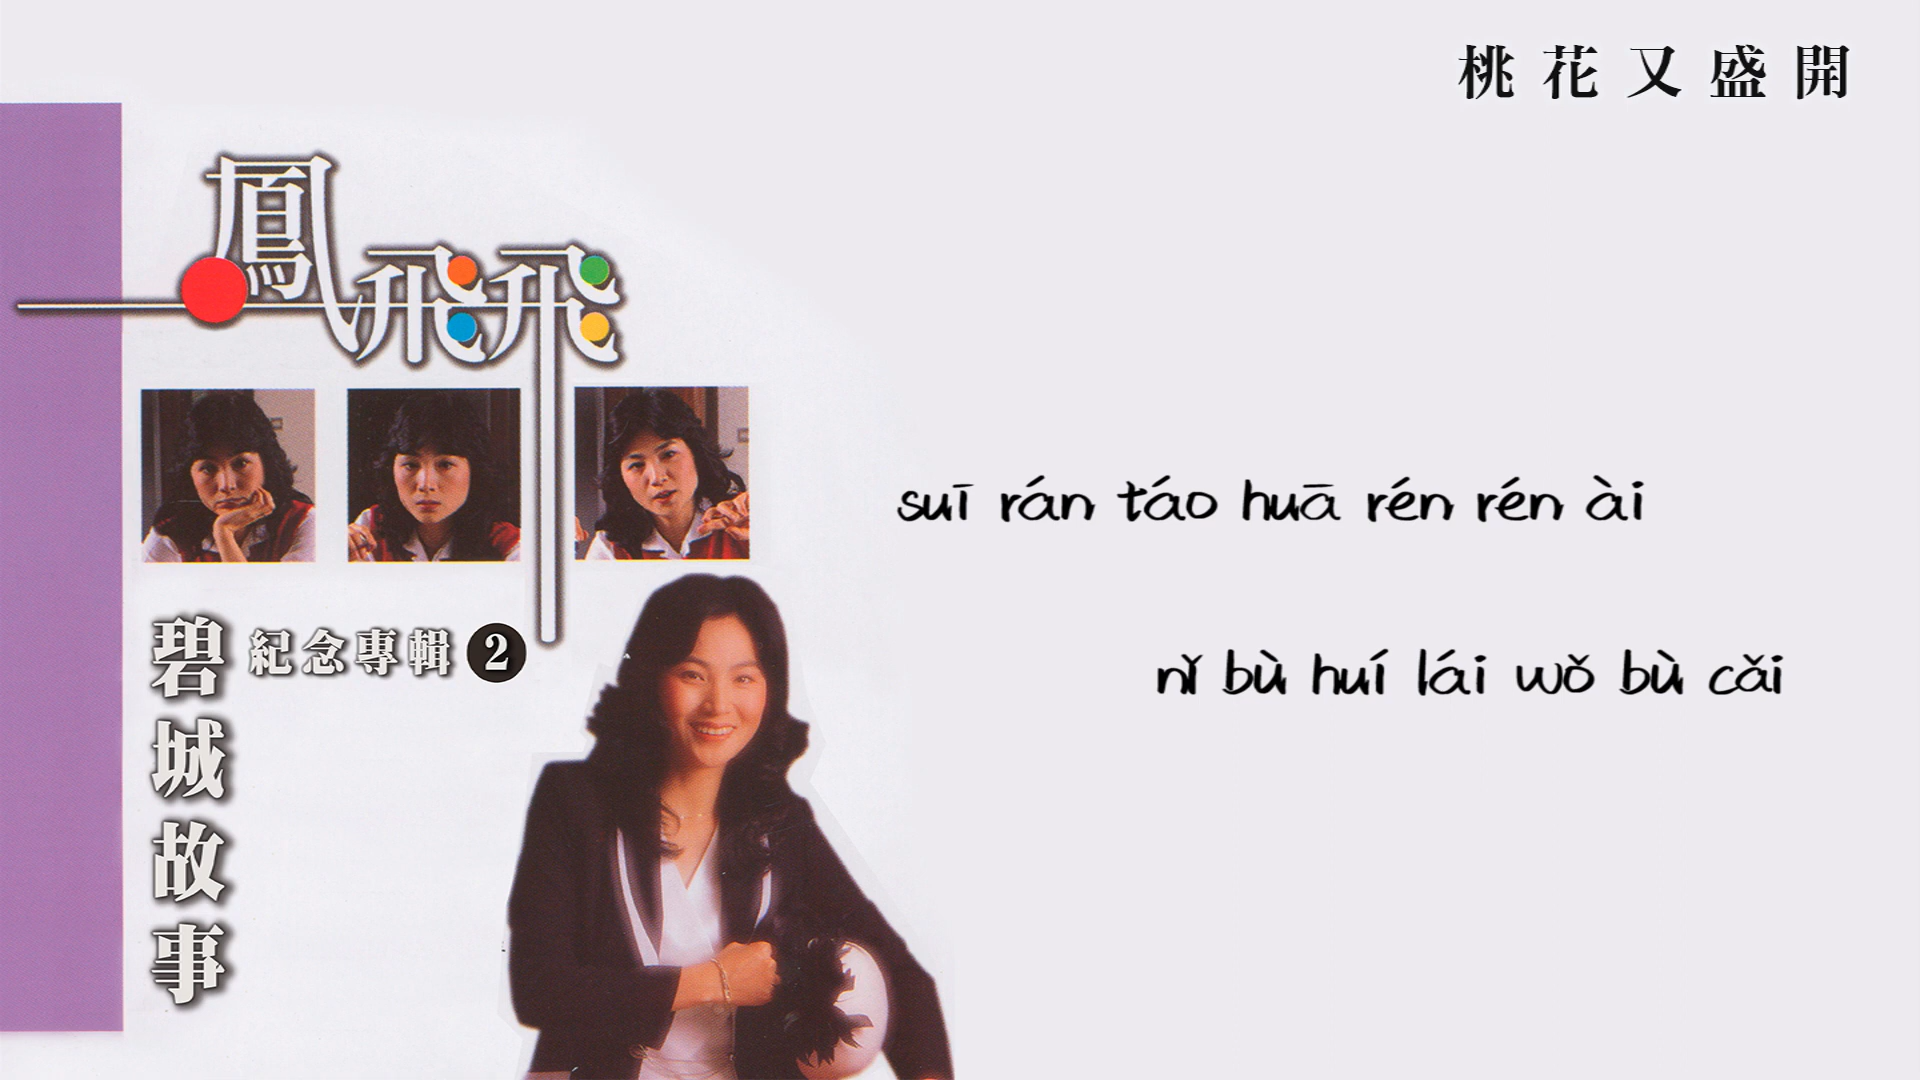 桃花又盛開
鳳飛飛
碧城故事
紀念專輯2
suī rán táo huā rén rén ài
nǐ bù huí lái wǒ bù cǎi